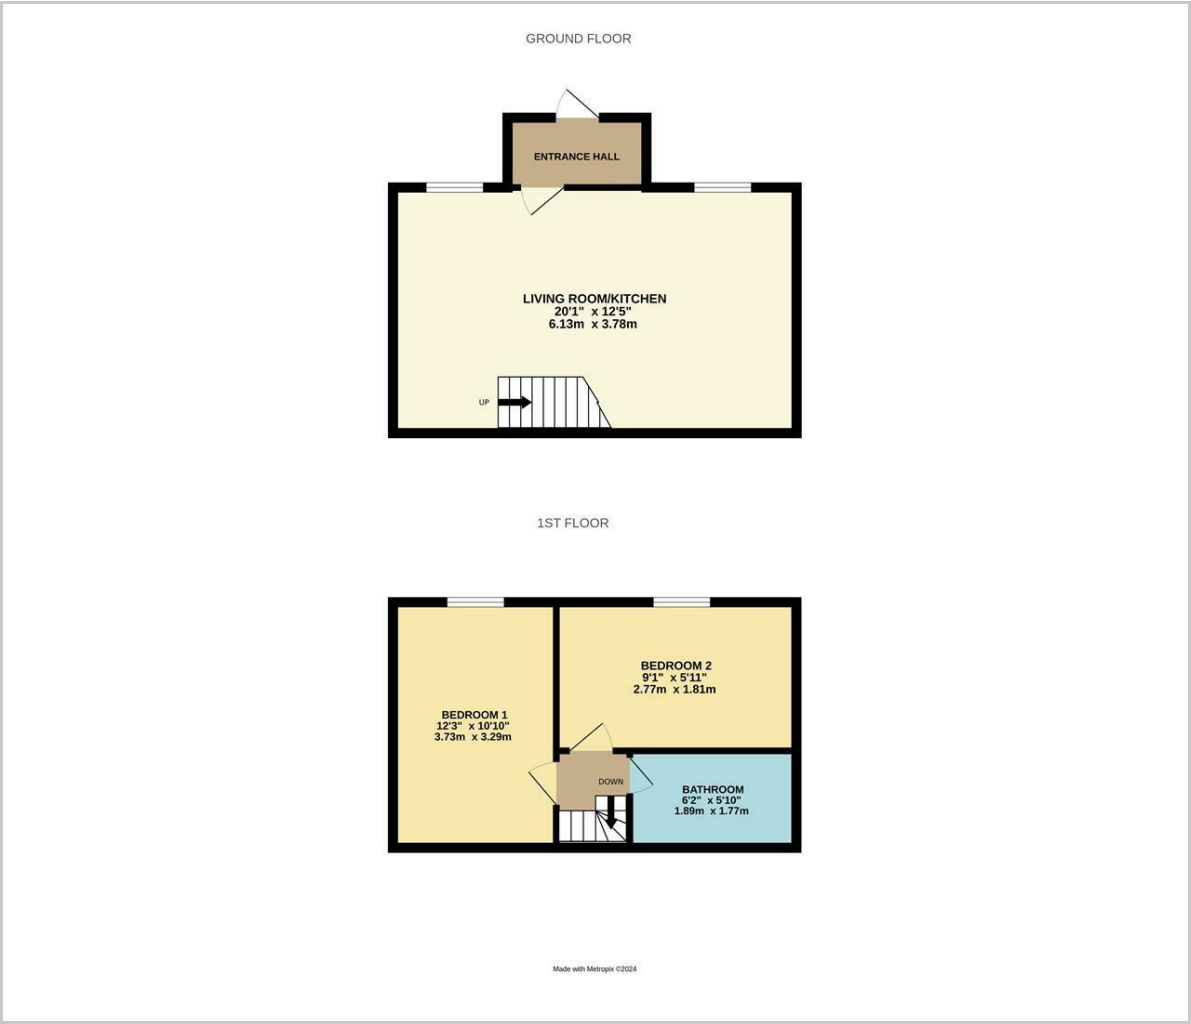 GROUND FLOOR
ENTRANCE HALL
LIVING ROOM/KITCHEN
20'1" x 12'5"
6.13m x 3.78m
UP
1ST FLOOR
BEDROOM 2
9'1" x 5'11"
2.77m x 1.81m
BEDROOM 1
12'3" x 10'10"
3.73m x 3.29m
DOWN
BATHROOM
6'2" x 5'10"
1.89m x 1.77m
Made with Metropix ©2024